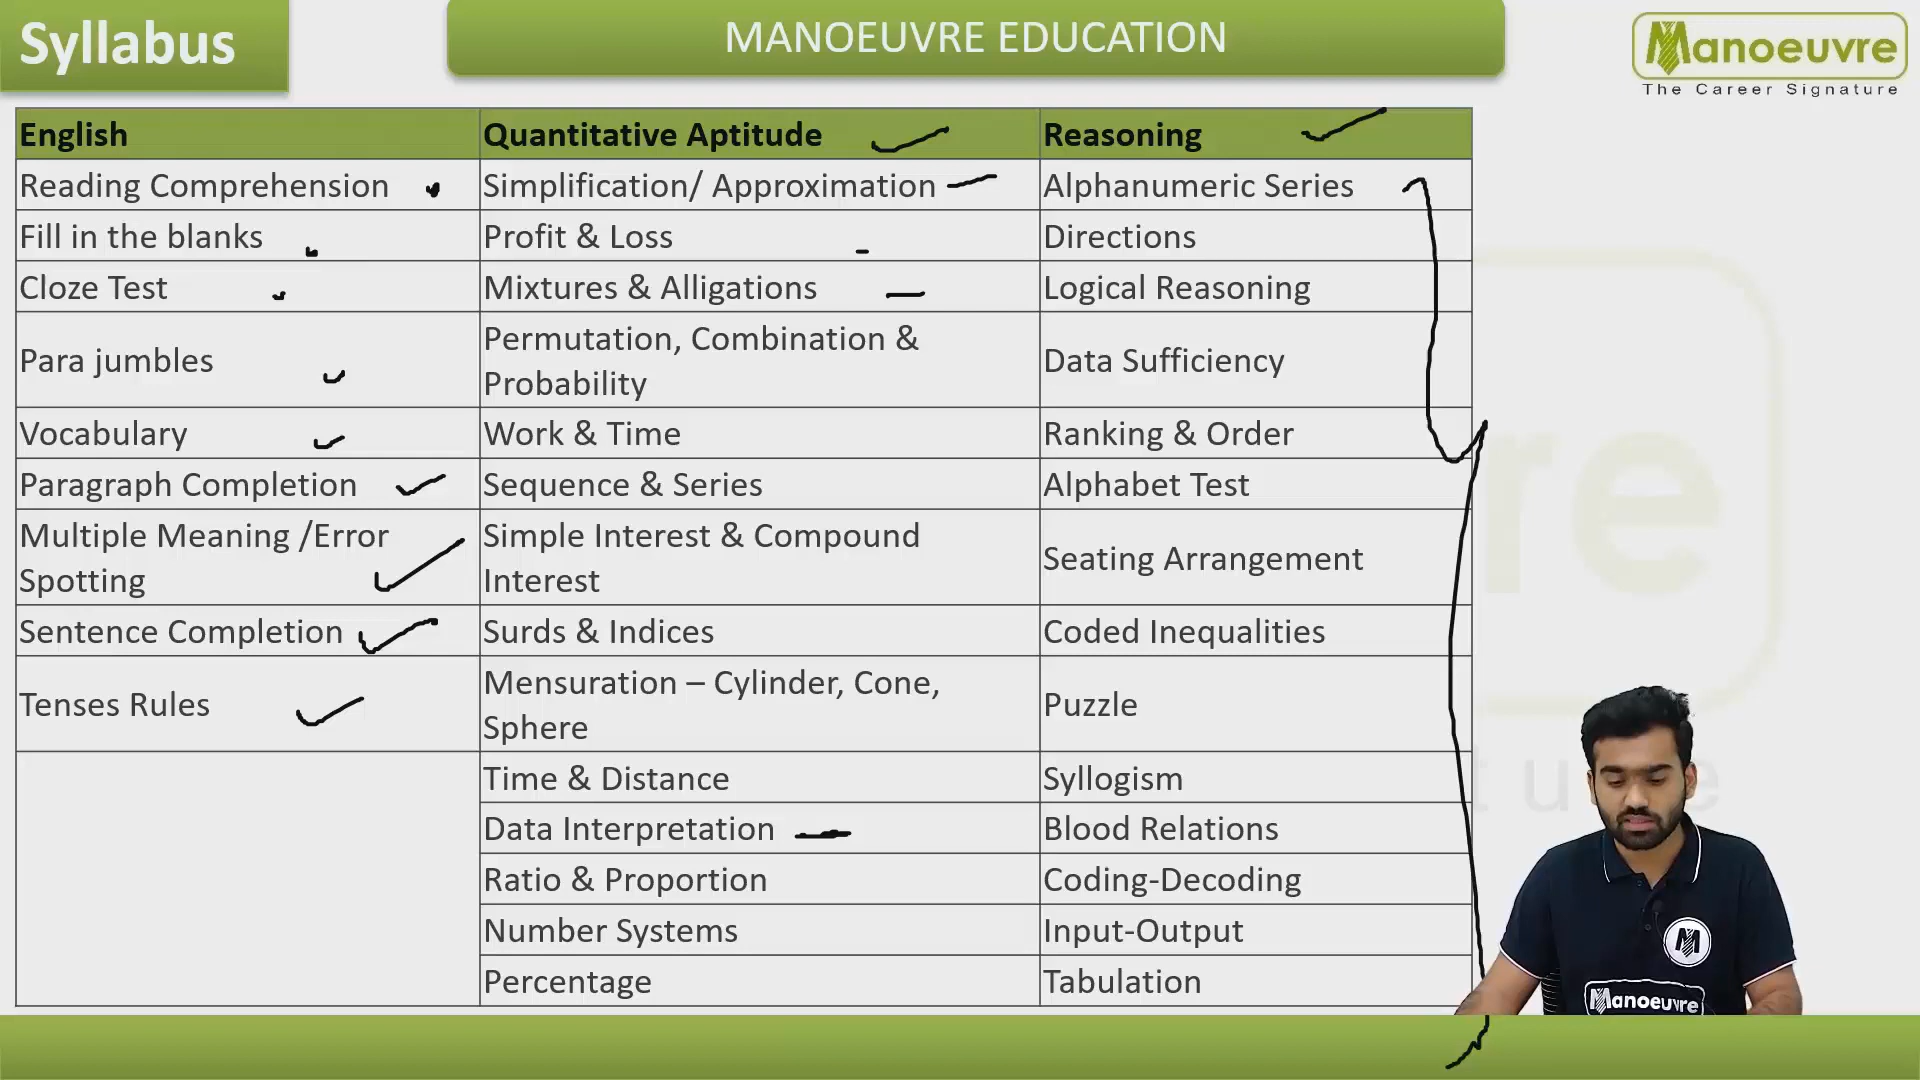 Syllabus
MANOEUVRE EDUCATION
Manoeuvre
The Career Signature
English
Quantitative Aptitude
Reasoning
Reading Comprehension
Simplification/ Approximation
Alphanumeric Series
Fill in the blanks
Profit & Loss
Directions
Cloze Test
Mixtures & Alligations
Logical Reasoning
Para jumbles
Permutation, Combination &
Probability
Data Sufficiency
Vocabulary
Work & Time
Ranking & Order
Paragraph Completion
Sequence & Series
Alphabet Test
Multiple Meaning /Error
Spotting
Simple Interest & Compound
Interest
Seating Arrangement
Sentence Completion
Surds & Indices
Coded Inequalities
Tenses Rules
Mensuration – Cylinder, Cone,
Sphere
Puzzle
Time & Distance
Syllogism
Data Interpretation
Blood Relations
Ratio & Proportion
Coding-Decoding
Number Systems
Input-Output
Percentage
Tabulation
M
Manoeuvre